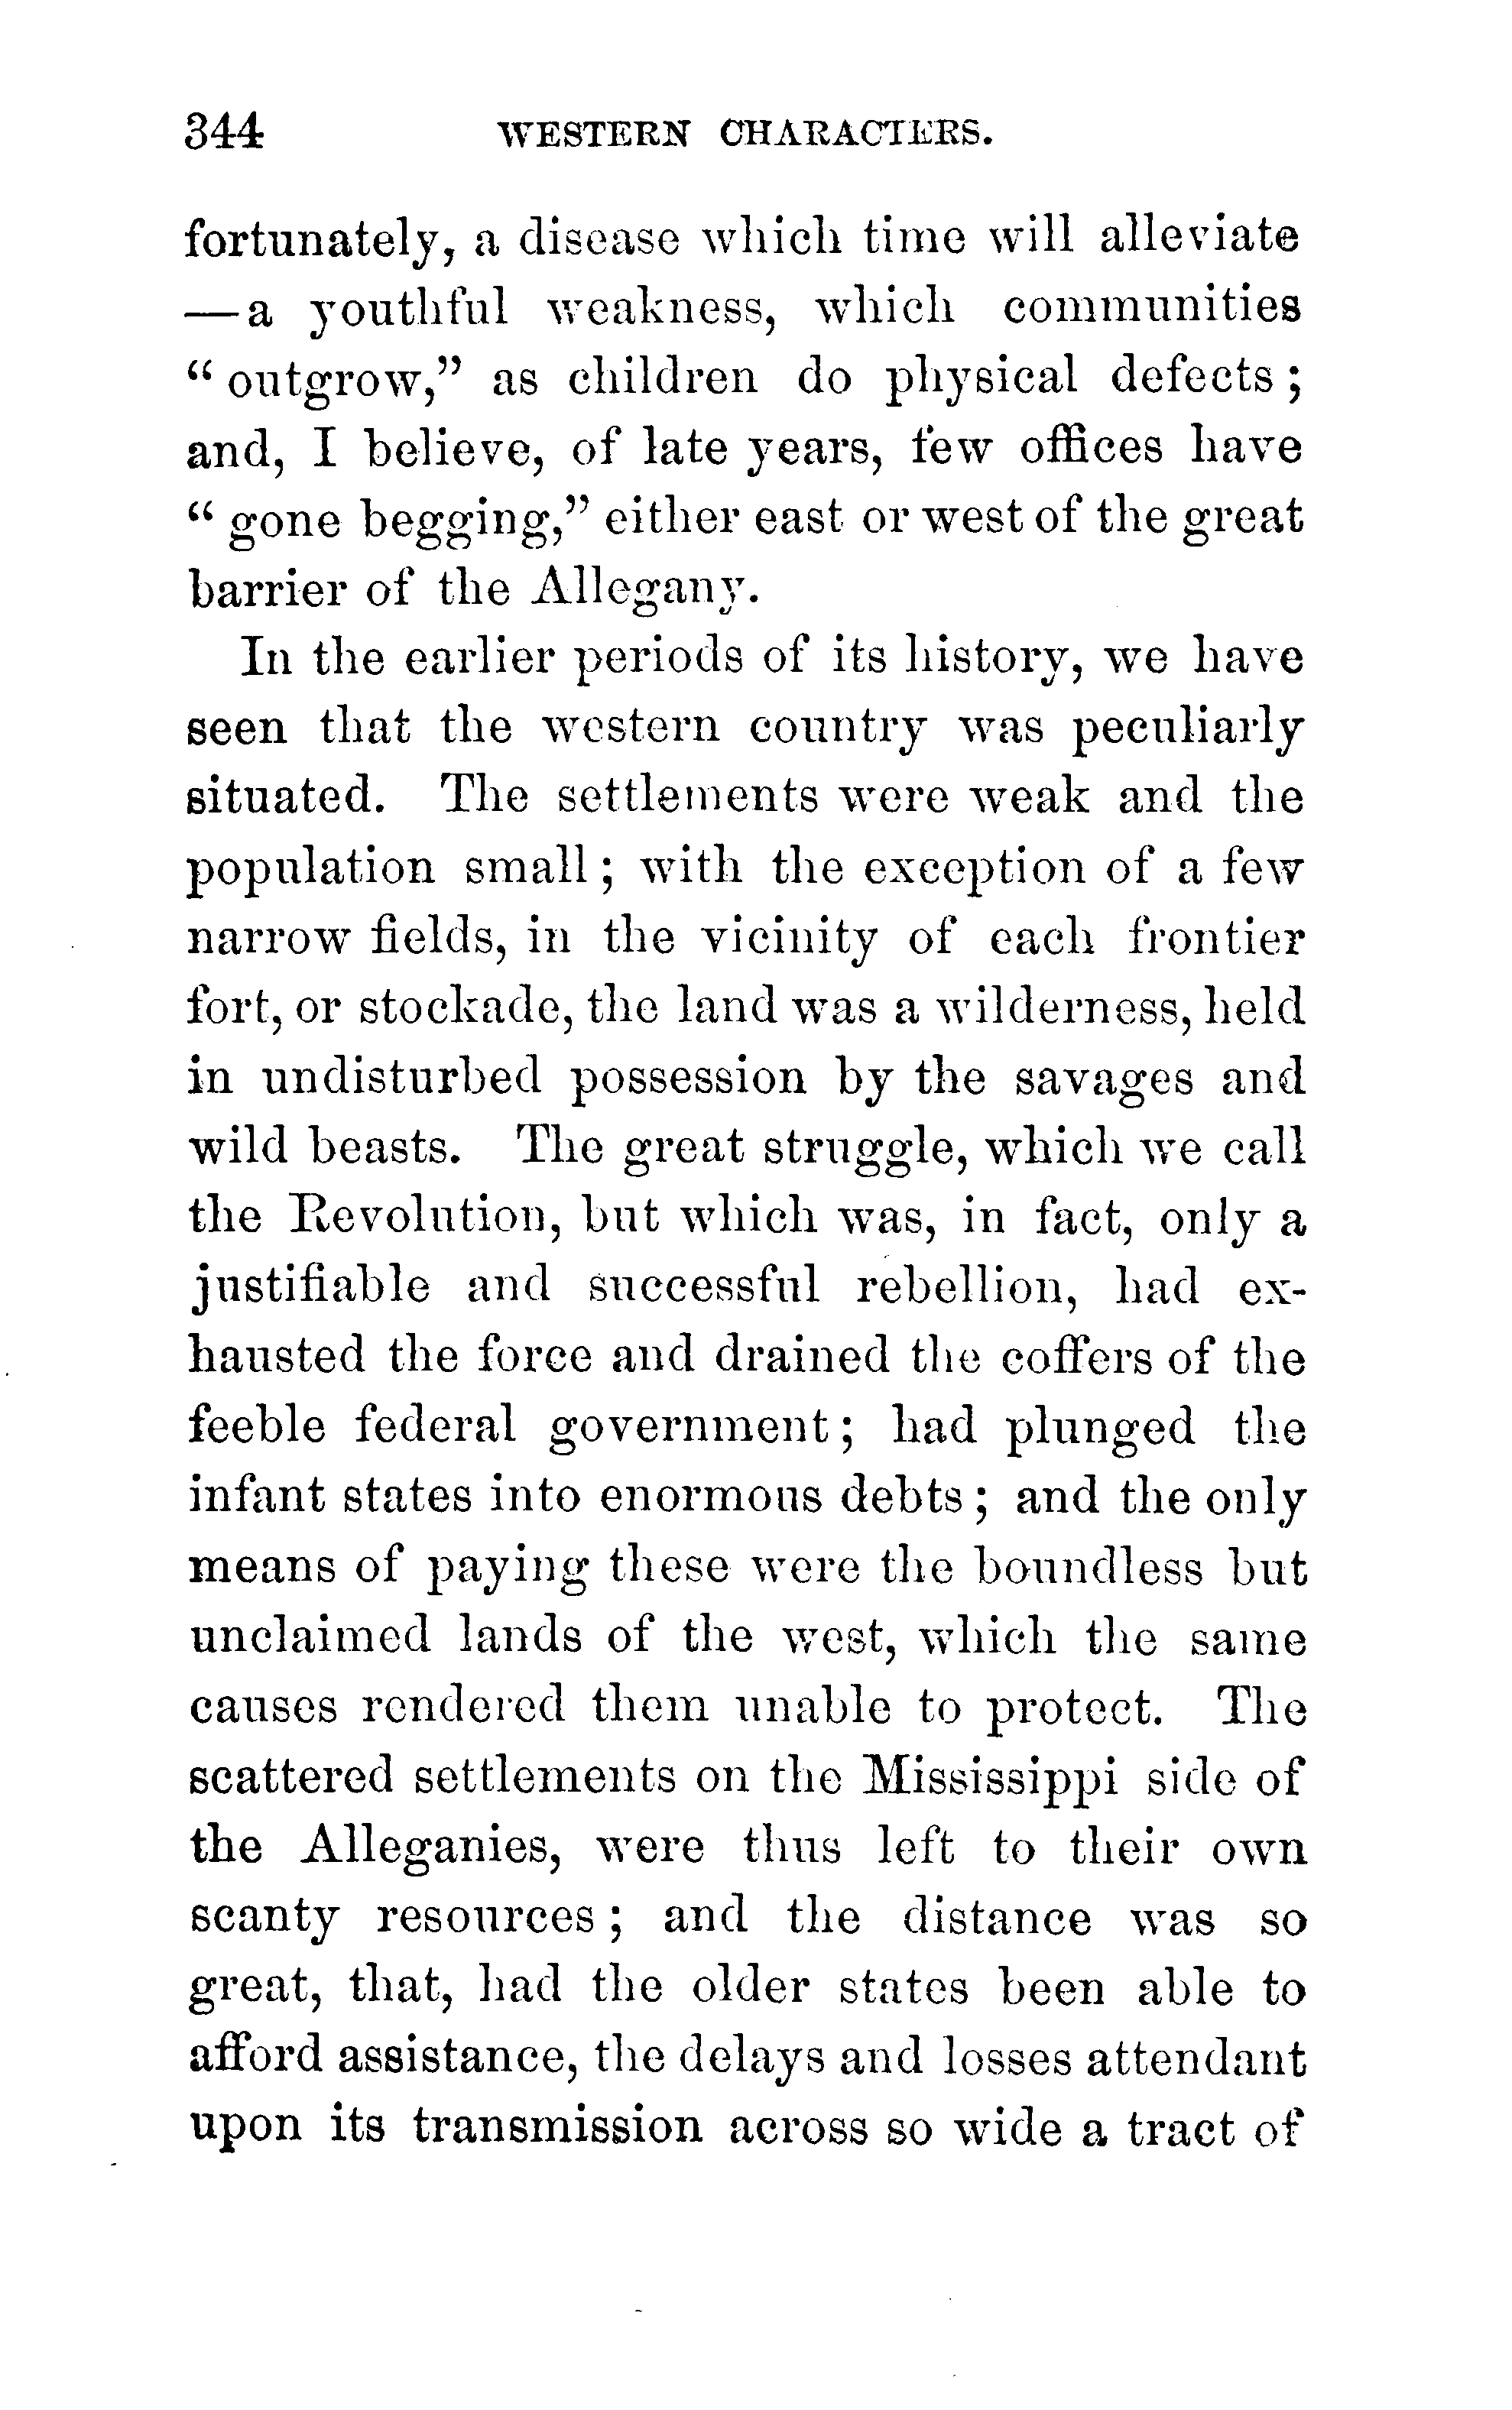 344 WESTERN CHARACTERS.
fortunately, a disease which time will alleviate
—a youthful weakness, which communities
“outgrow,” as children do physical defects;
and, I believe, of late years, few offices have
“gone begging,” either east or west of the great
barrier of the Allegany.
In the earlier periods of its history, we have
seen that the western country was peculiarly
situated. The settlements were weak and the
population small; with the exception of a few
narrow fields, in the vicinity of each frontier
fort, or stockade, the land was a wilderness, held
in undisturbed possession by the savages and
wild beasts. The great struggle, which we call
the Revolution, but which was, in fact, only a
justifiable and successful rebellion, had ex-
hausted the force and drained the coffers of the
feeble federal government; had plunged the
infant states into enormous debts; and the only
means of paying these were the boundless but
unclaimed lands of the west, which the same
causes rendered them unable to protect. The
scattered settlements on the Mississippi side of
the Alleganies, were thus left to their own
scanty resources; and the distance was so
great, that, had the older states been able to
afford assistance, the delays and losses attendant
upon its transmission across so wide a tract of